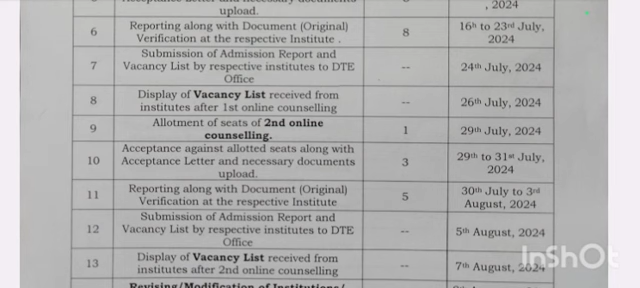 upload.
, 2024
6
Reporting along with Document (Original)
Verification at the respective Institute .
8
16th to 23rd July,
2024
7
Submission of Admission Report and
Vacancy List by respective institutes to DTE
Office
--
24th July, 2024
8
Display of Vacancy List received from
institutes after 1st online counselling
--
26th July, 2024
9
Allotment of seats of 2nd online
counselling.
1
29th July, 2024
10
Acceptance against allotted seats along with
Acceptance Letter and necessary documents
upload.
3
29th to 31st July,
2024
11
Reporting along with Document (Original)
Verification at the respective Institute
5
30th July to 3rd
August, 2024
12
Submission of Admission Report and
Vacancy List by respective institutes to DTE
Office
--
5th August, 2024
13
Display of Vacancy List received from
institutes after 2nd online counselling
--
7th August, 2024
InShOt
Revising/Modification of Institutions/